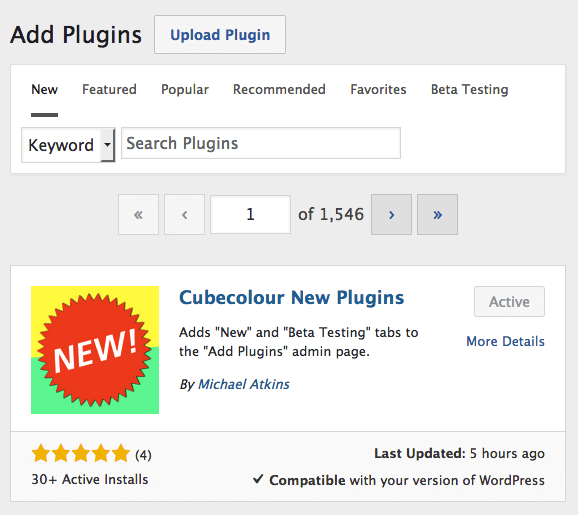 Add Plugins Upload Plugin
New Featured Popular Recommended Favorites Beta Testing
Keyword Search Plugins
« ‹ 1 of 1,546 › »
NEW!
Cubecolour New Plugins
Active
Adds "New" and "Beta Testing" tabs to
the "Add Plugins" admin page.
More Details
By Michael Atkins
(4)
Last Updated: 5 hours ago
30+ Active Installs
✔ Compatible with your version of WordPress